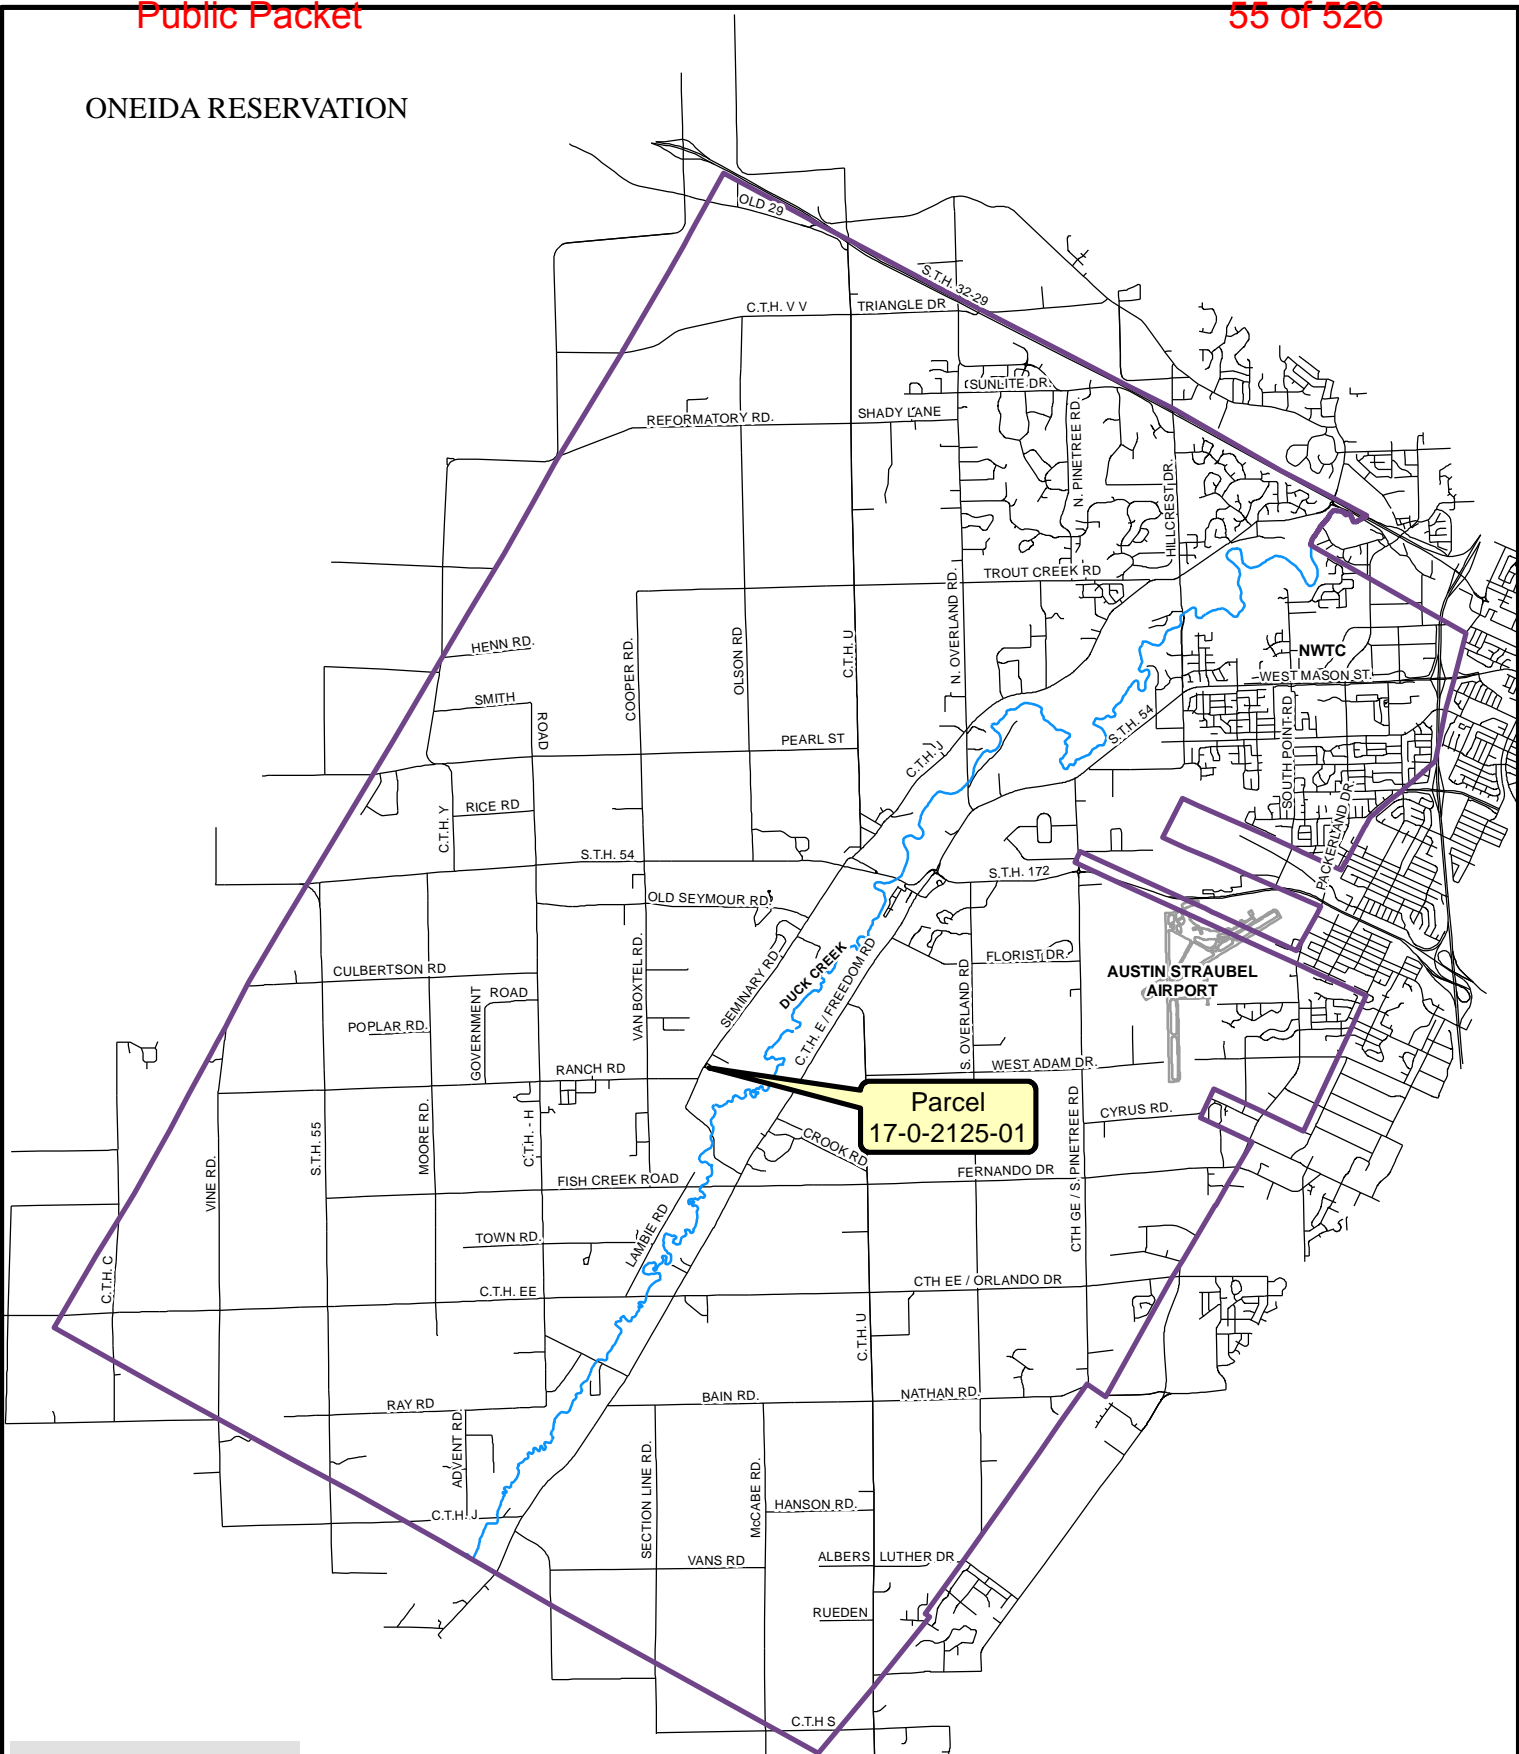 Public Packet
55 of 526
ONEIDA RESERVATION
OLD 29
S.T.H. 32-29
C.T.H. V V
TRIANGLE DR
SUNLITE DR.
REFORMATORY RD.
SHADY LANE
N. PINETREE RD.
HILLCREST DR.
TROUT CREEK RD
N. OVERLAND RD.
HENN RD.
COOPER RD.
OLSON RD
C.T.H. U
NWTC
WEST MASON ST.
SMITH
ROAD
S.T.H. 54
SOUTH POINT RD
PEARL ST
C.T.H. J
RICE RD
C.T.H. Y
PACKERLAND DR.
S.T.H. 54
S.T.H. 172
OLD SEYMOUR RD.
VAN BOXTEL RD.
SEMINARY RD.
DUCK CREEK
C.T.H. E / FREEDOM RD
FLORIST DR.
S. OVERLAND RD
CULBERTSON RD
AUSTIN STRAUBEL
AIRPORT
GOVERNMENT
ROAD
POPLAR RD.
RANCH RD
WEST ADAM DR.
Parcel
17-0-2125-01
CTH GE / S. PINETREE RD
CYRUS RD.
MOORE RD.
C.T.H. - H
S.T.H. 55
CROOK RD
VINE RD.
FISH CREEK ROAD
FERNANDO DR
LAMBIE RD
TOWN RD.
C.T.H. C
C.T.H. EE
CTH EE / ORLANDO DR
C.T.H. U
RAY RD
BAIN RD.
NATHAN RD.
ADVENT RD.
SECTION LINE RD.
McCABE RD.
HANSON RD.
C.T.H. J
VANS RD
ALBERS
LUTHER DR
RUEDEN
C.T.H S